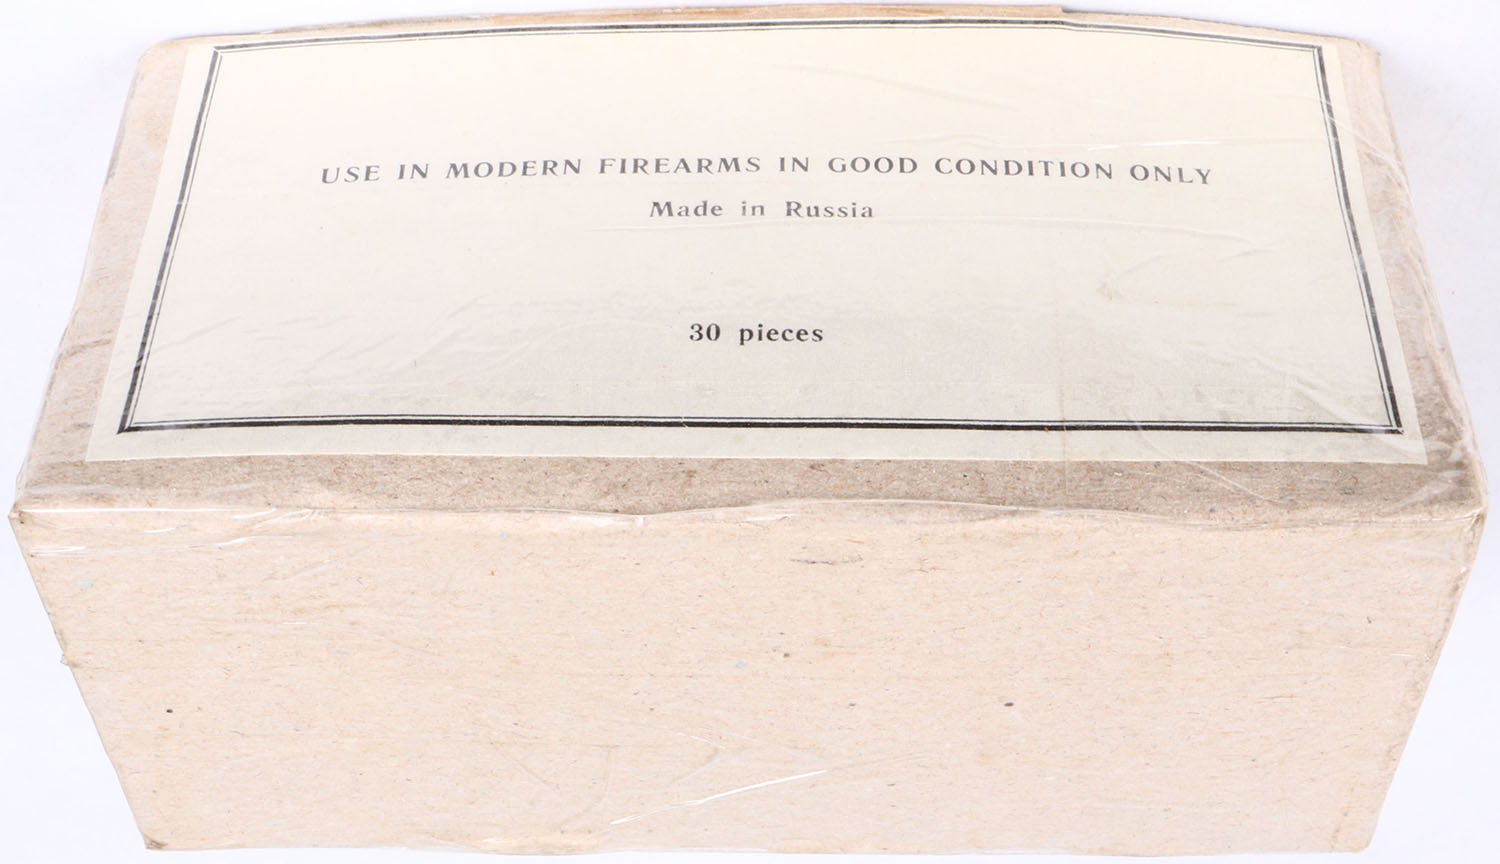 USE IN MODERN FIREARMS IN GOOD CONDITION ONLY
Made in Russia
30 pieces